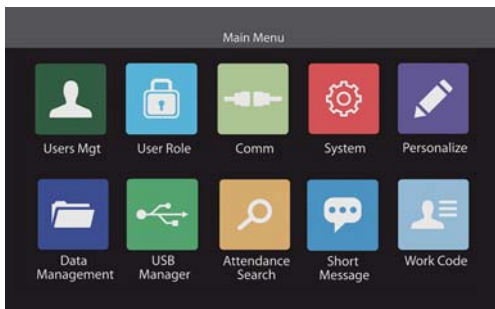 Main Menu
Users Mgt
User Role
Comm
System
Personalize
Data
Management
USB
Manager
Attendance
Search
Short
Message
Work Code